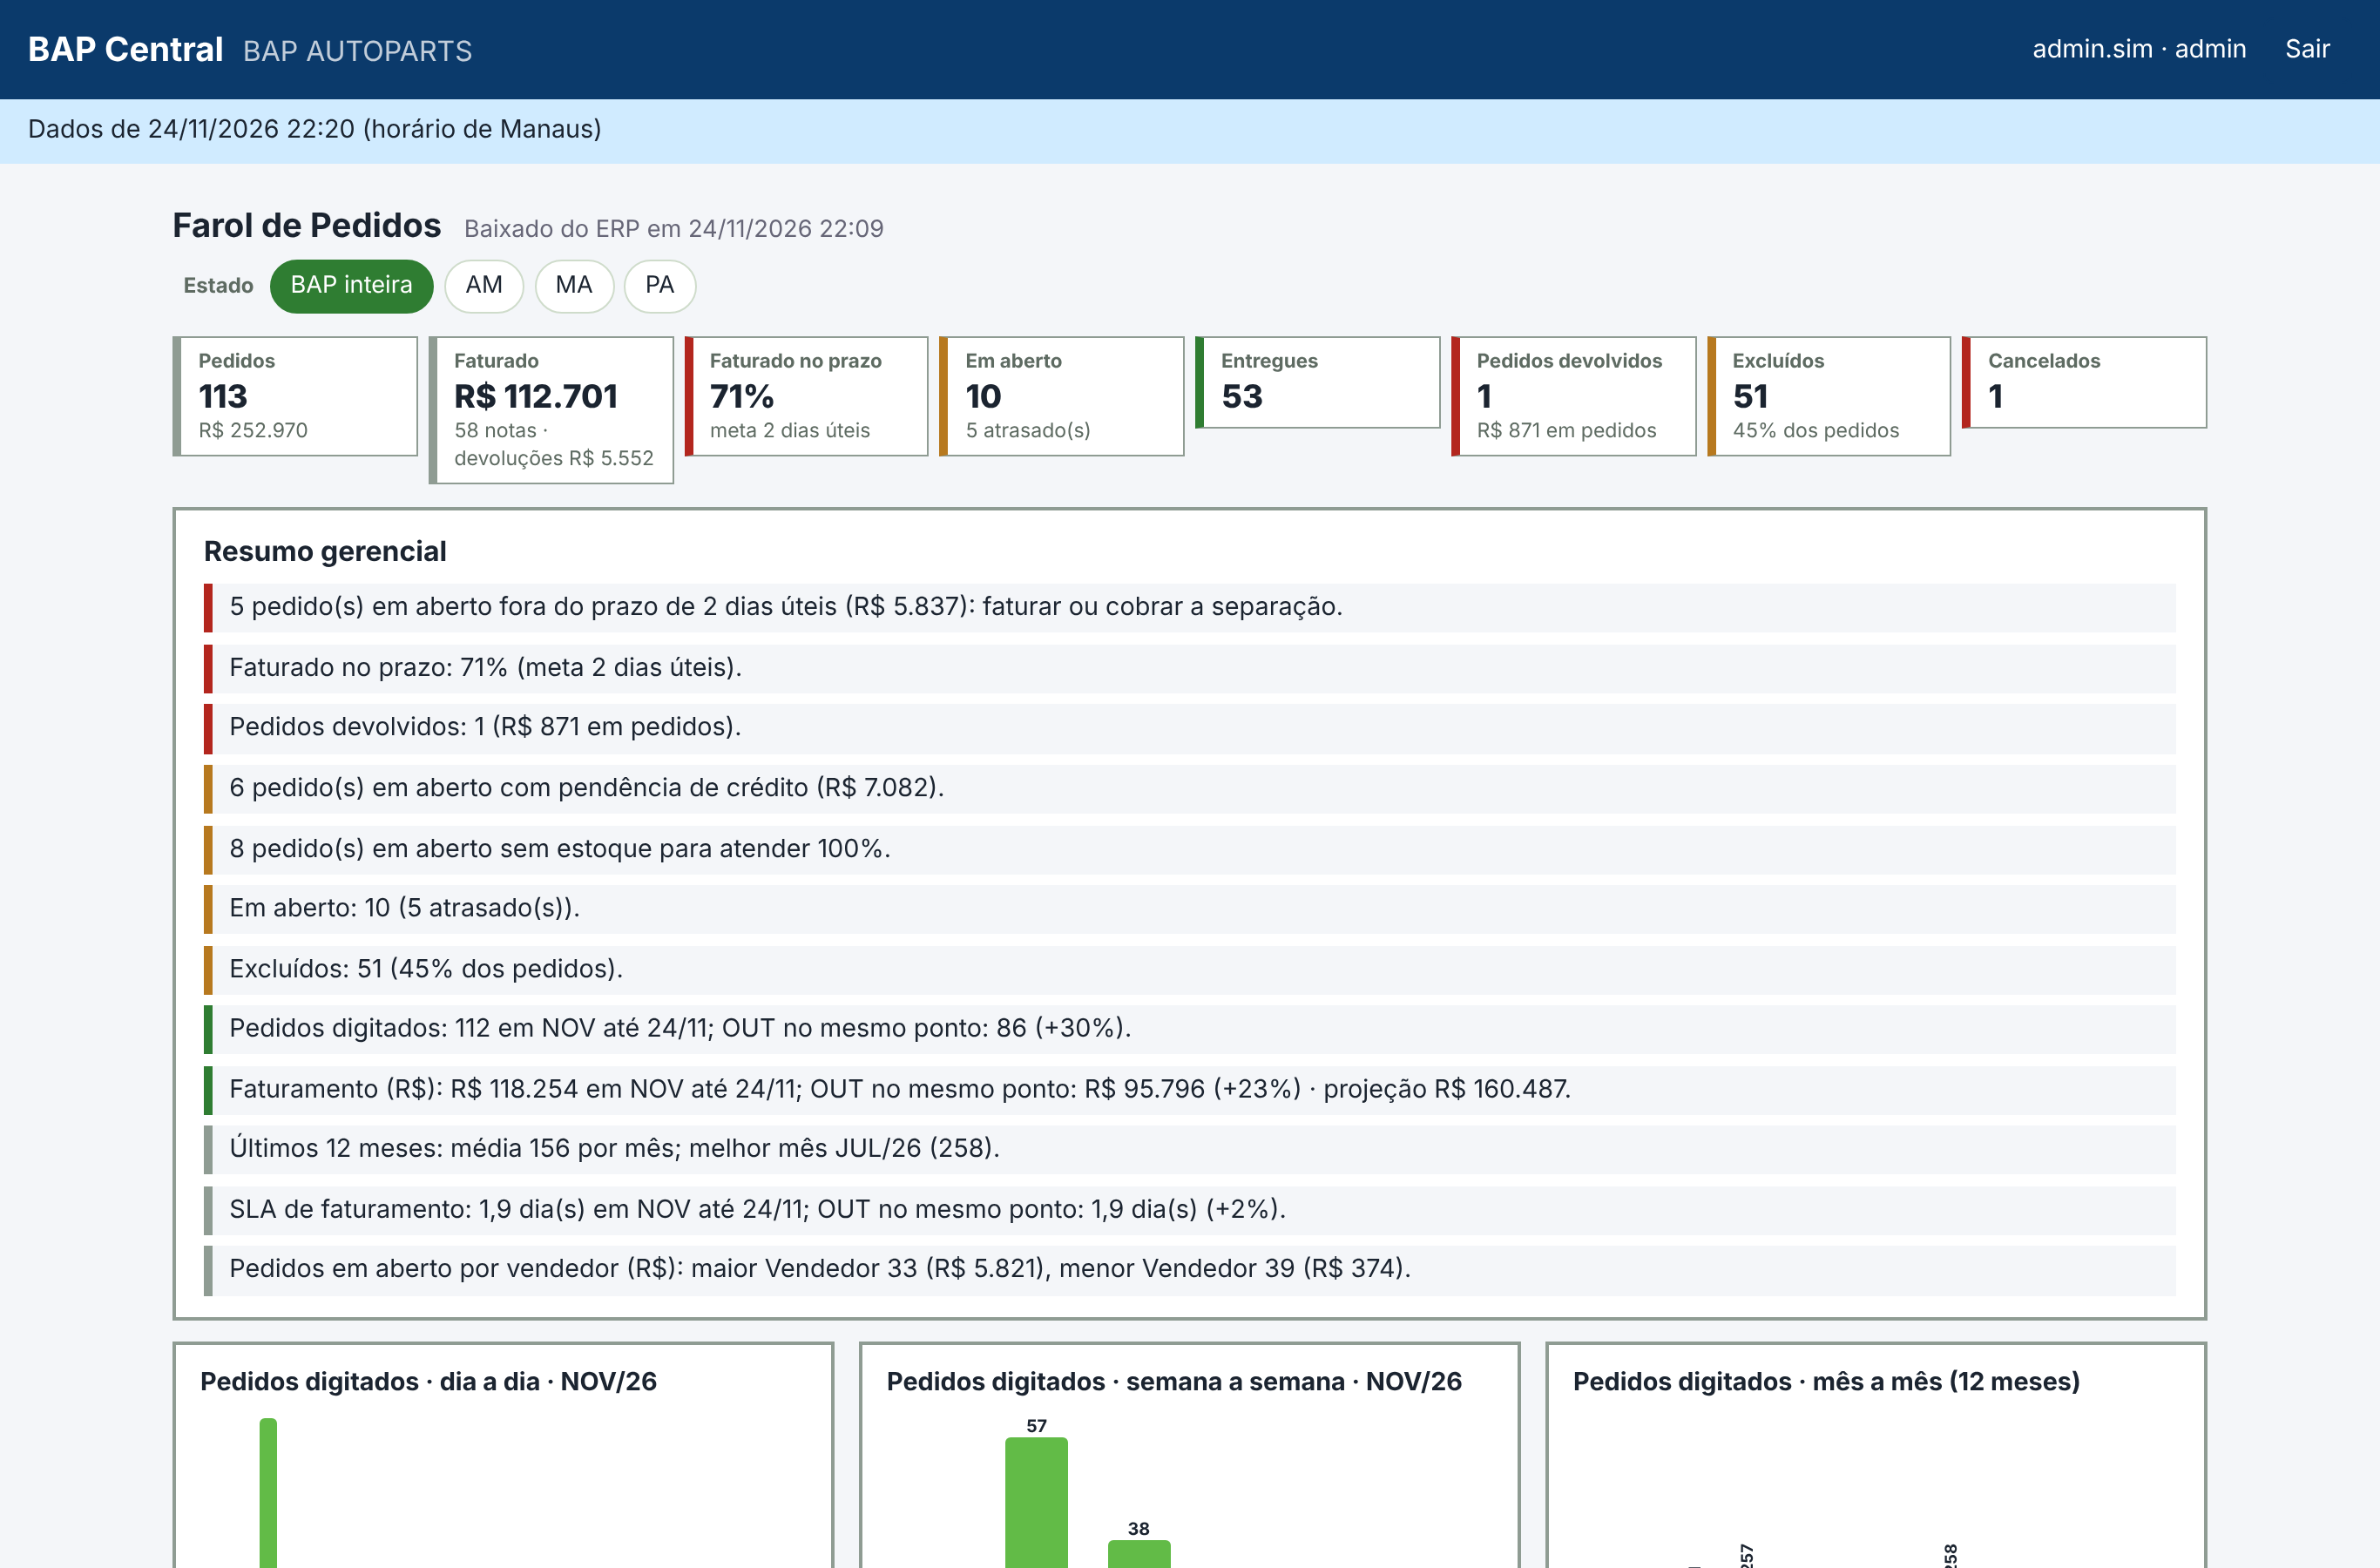 BAP Central BAP AUTOPARTS
admin.sim · admin Sair
Dados de 24/11/2026 22:20 (horário de Manaus)
Farol de Pedidos Baixado do ERP em 24/11/2026 22:09
Estado BAP inteira AM MA PA
Pedidos
113
R$ 252.970
Faturado
R$ 112.701
58 notas ·
devoluções R$ 5.552
Faturado no prazo
71%
meta 2 dias úteis
Em aberto
10
5 atrasado(s)
Entregues
53
Pedidos devolvidos
1
R$ 871 em pedidos
Excluídos
51
45% dos pedidos
Cancelados
1
Resumo gerencial
5 pedido(s) em aberto fora do prazo de 2 dias úteis (R$ 5.837): faturar ou cobrar a separação.
Faturado no prazo: 71% (meta 2 dias úteis).
Pedidos devolvidos: 1 (R$ 871 em pedidos).
6 pedido(s) em aberto com pendência de crédito (R$ 7.082).
8 pedido(s) em aberto sem estoque para atender 100%.
Em aberto: 10 (5 atrasado(s)).
Excluídos: 51 (45% dos pedidos).
Pedidos digitados: 112 em NOV até 24/11; OUT no mesmo ponto: 86 (+30%).
Faturamento (R$): R$ 118.254 em NOV até 24/11; OUT no mesmo ponto: R$ 95.796 (+23%) · projeção R$ 160.487.
Últimos 12 meses: média 156 por mês; melhor mês JUL/26 (258).
SLA de faturamento: 1,9 dia(s) em NOV até 24/11; OUT no mesmo ponto: 1,9 dia(s) (+2%).
Pedidos em aberto por vendedor (R$): maior Vendedor 33 (R$ 5.821), menor Vendedor 39 (R$ 374).
Pedidos digitados · dia a dia · NOV/26
Pedidos digitados · semana a semana · NOV/26
57
38
Pedidos digitados · mês a mês (12 meses)
257
258